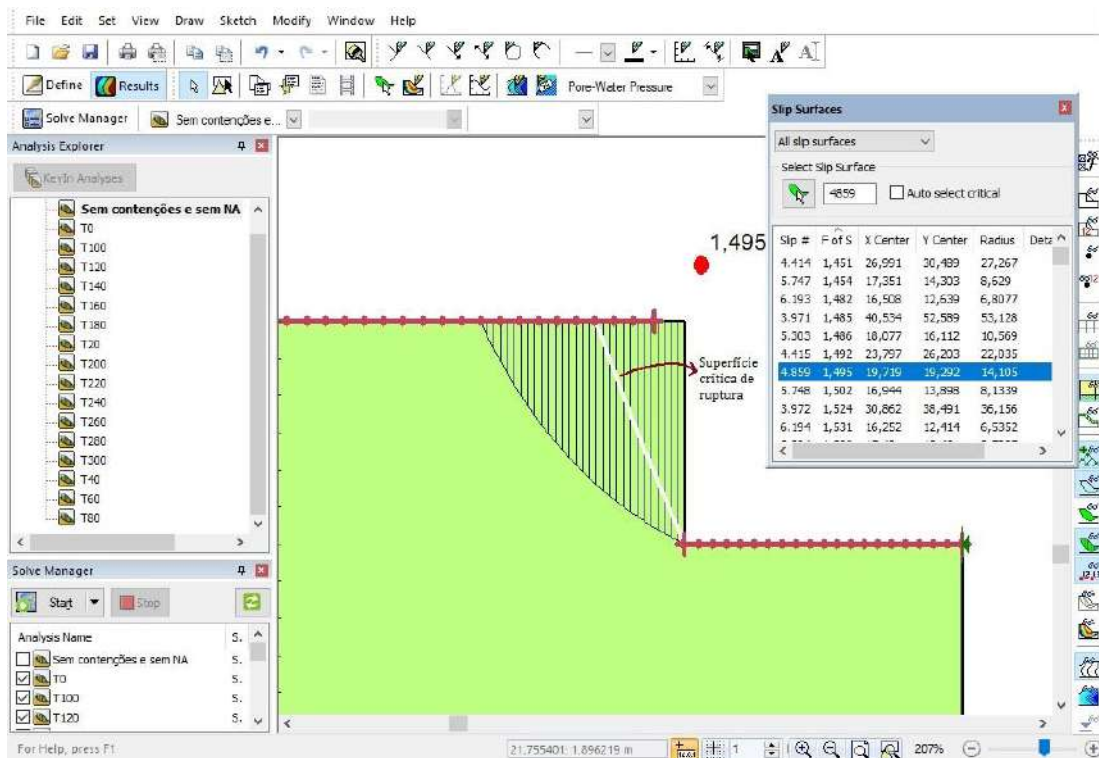 File Edit Set View Draw Sketch Modify Window Help
Define Results Pore-Water Pressure
Solve Manager Sem contenções e...
Analysis Explorer
KeyIn Analyses
Sem contenções e sem NA
T0
T100
T120
T140
T160
T180
T20
T200
T220
T240
T260
T280
T300
T40
T60
T80
Solve Manager
Start Stop
Analysis Name S.
Sem contenções e sem NA S.
T0 S.
T100 S.
T120 S.
1,495
Superfície
crítica de
ruptura
Slip Surfaces
All slip surfaces
Select Slip Surface
4859 Auto select critical
Slip # F of S X Center Y Center Radius Deta
4.414 1,451 26,991 30,489 27,267
5.747 1,454 17,351 14,303 8,629
6.193 1,482 16,508 12,639 6,8077
3.971 1,485 40,534 52,589 53,128
5.303 1,486 18,077 16,112 10,569
4.415 1,492 23,797 26,203 22,035
4.859 1,495 19,719 19,292 14,105
5.748 1,502 16,944 13,898 8,1339
3.972 1,524 30,862 38,491 36,156
6.194 1,531 16,252 12,414 6,5352
For Help, press F1 21,755401; 1,896219 m 1 207%